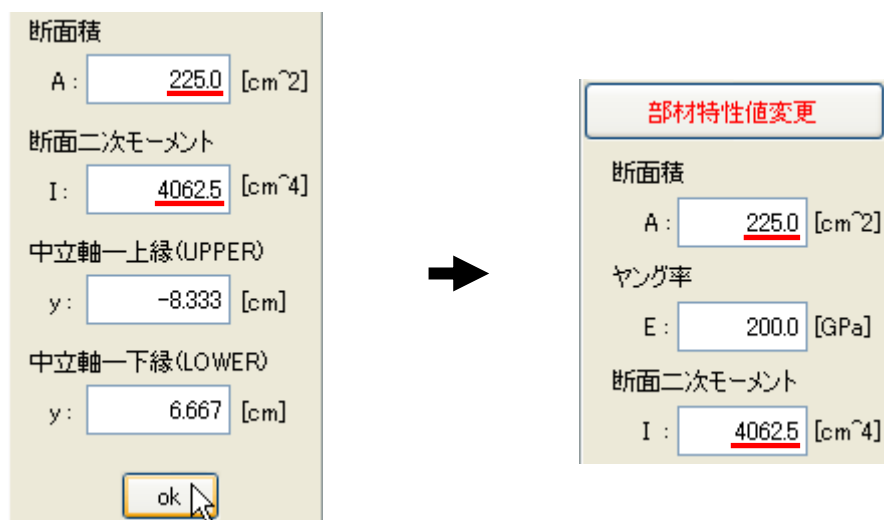 断面積
A : 225.0 [cm^2]
断面二次モーメント
I : 4062.5 [cm^4]
中立軸―上縁(UPPER)
y : -8.333 [cm]
中立軸―下縁(LOWER)
y : 6.667 [cm]
ok
部材特性値変更
断面積
A : 225.0 [cm^2]
ヤング率
E : 200.0 [GPa]
断面二次モーメント
I : 4062.5 [cm^4]